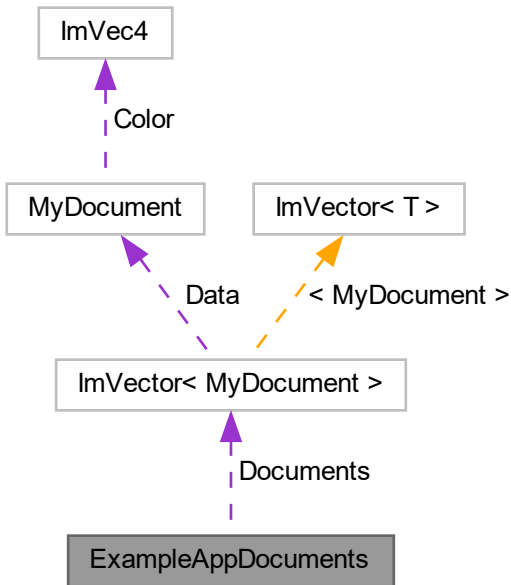 ImVec4
Color
MyDocument
ImVector< T >
Data
< MyDocument >
ImVector< MyDocument >
Documents
ExampleAppDocuments